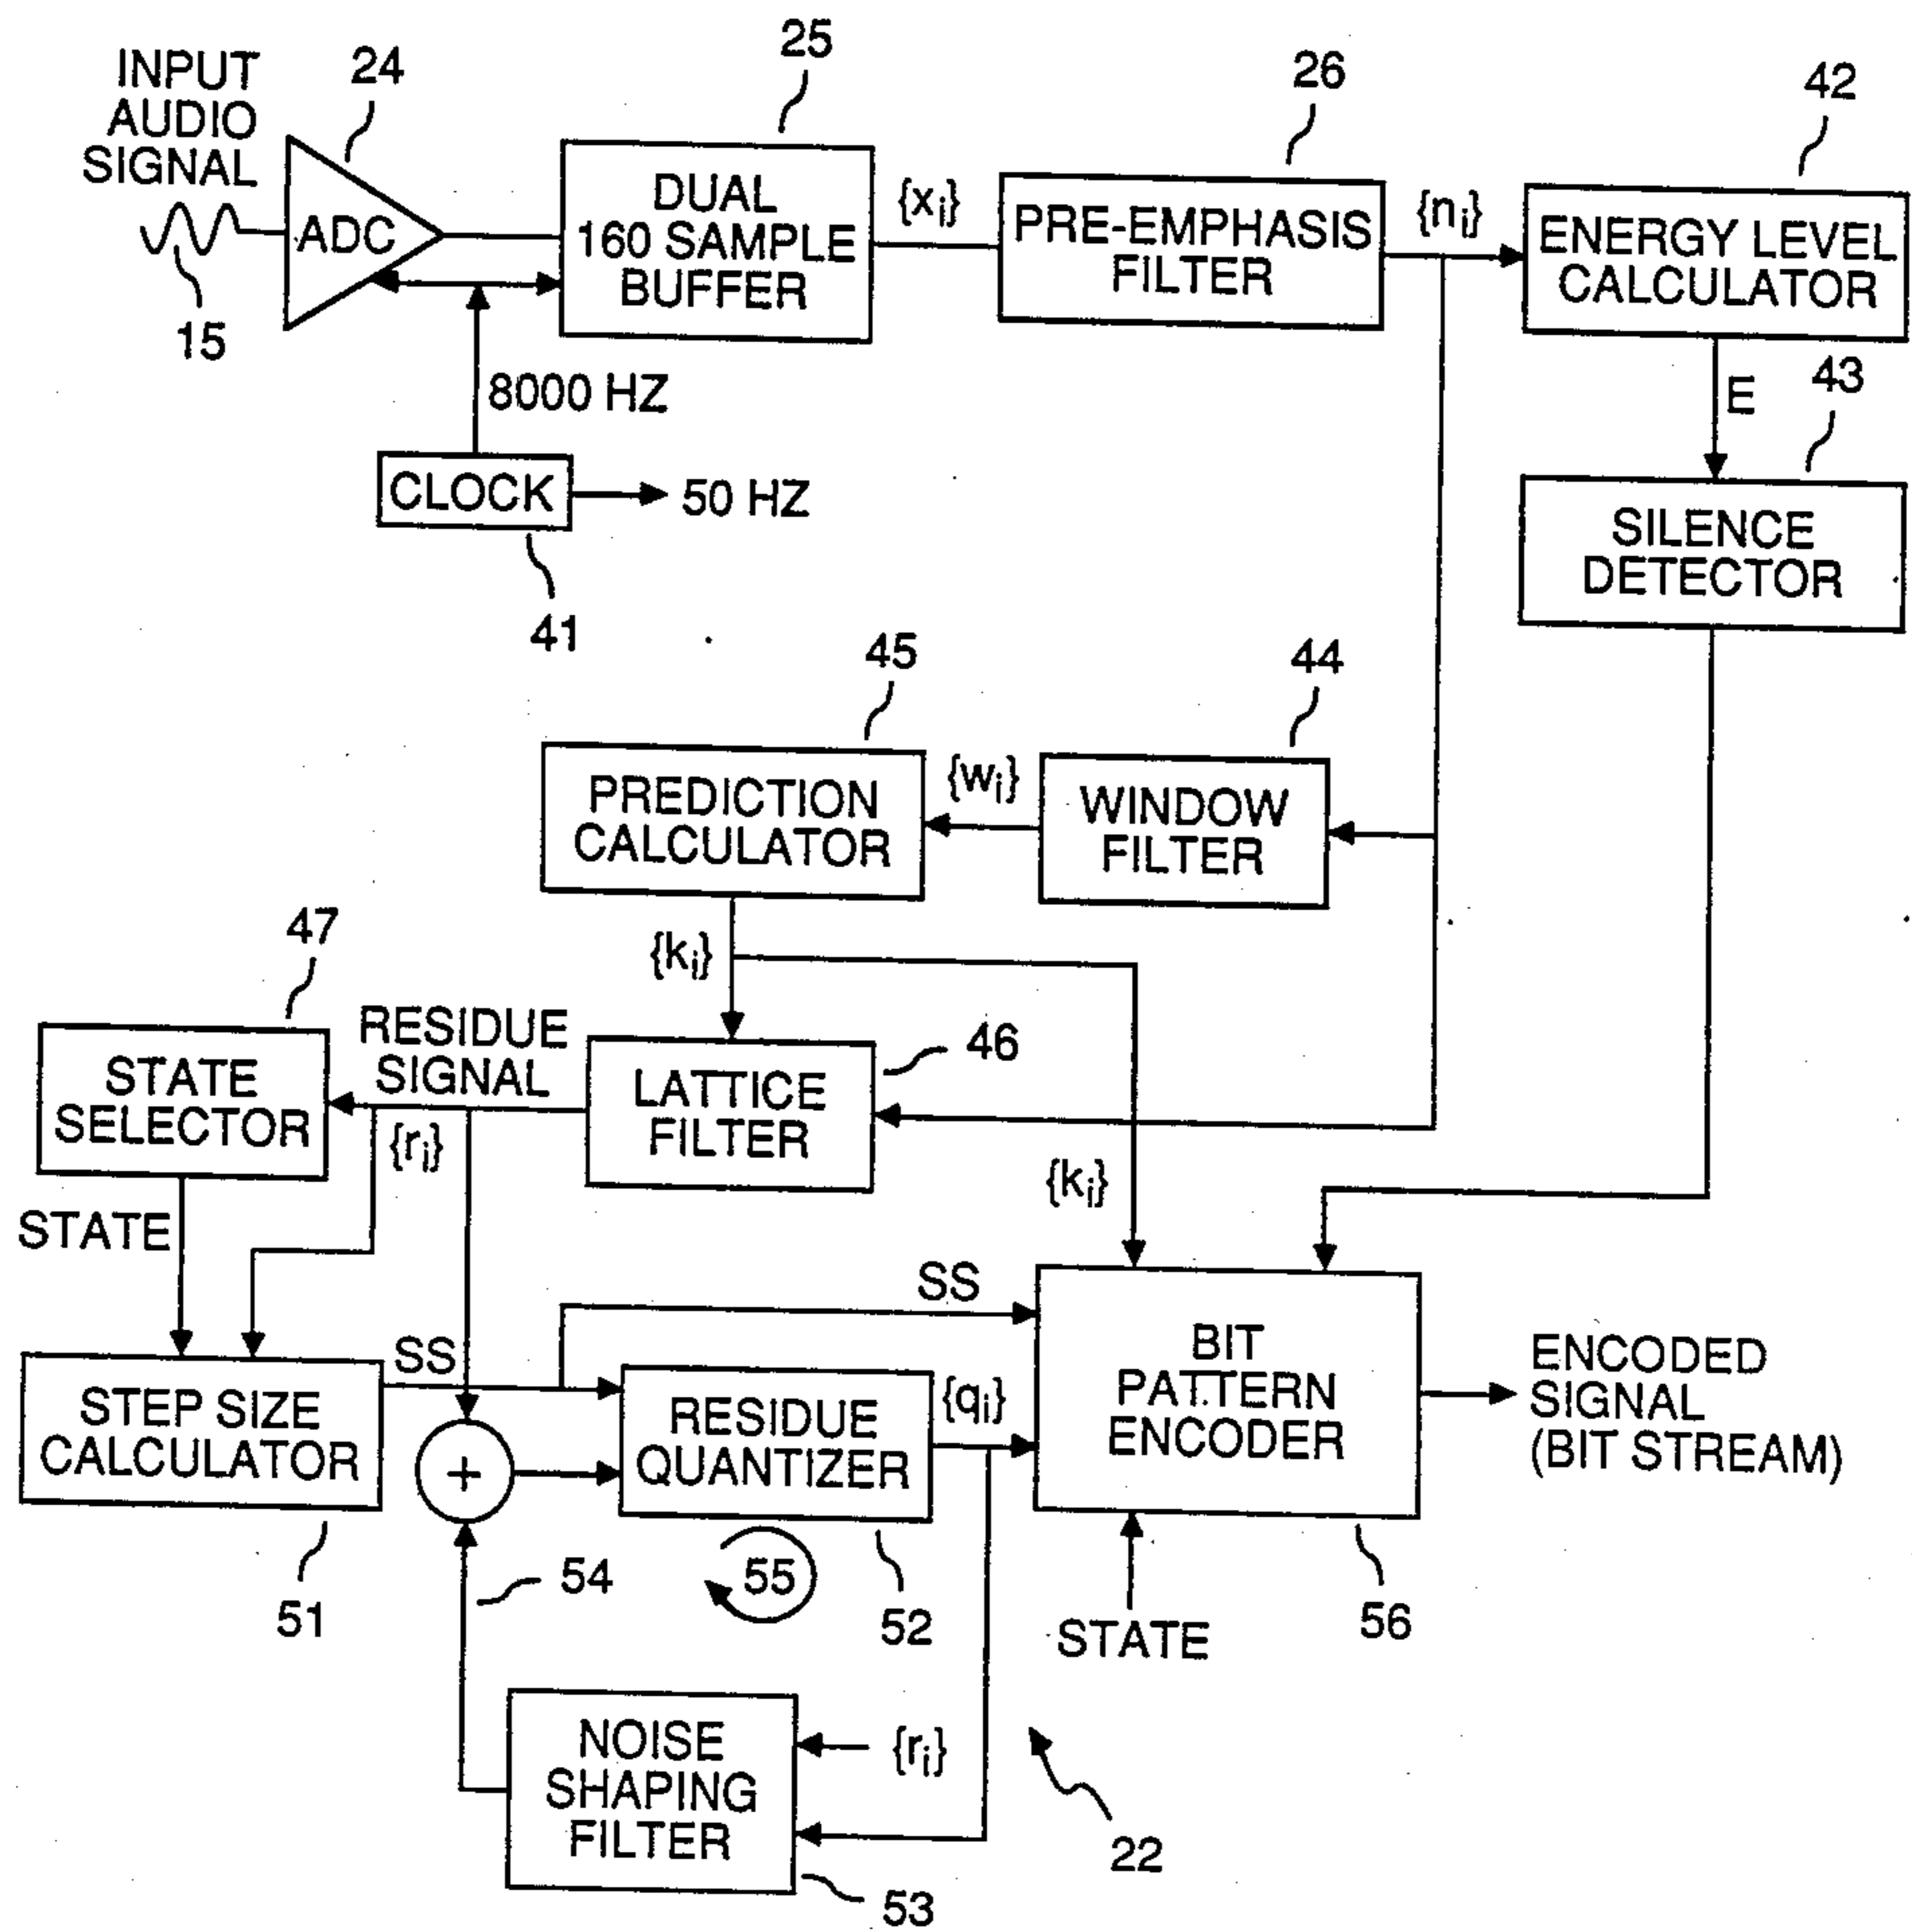 INPUT
AUDIO
SIGNAL
24
25
26
42
ADC
DUAL
160 SAMPLE
BUFFER
{xi}
PRE-EMPHASIS
FILTER
{ni}
ENERGY LEVEL
CALCULATOR
15
8000 HZ
E
43
CLOCK
50 HZ
SILENCE
DETECTOR
41
45
44
PREDICTION
CALCULATOR
{wi}
WINDOW
FILTER
47
{ki}
RESIDUE
SIGNAL
46
STATE
SELECTOR
{ri}
LATTICE
FILTER
{ki}
STATE
SS
SS
STEP SIZE
CALCULATOR
+
RESIDUE
QUANTIZER
{qi}
BIT
PATTERN
ENCODER
ENCODED
SIGNAL
(BIT STREAM)
51
54
55
52
STATE
56
NOISE
SHAPING
FILTER
{ri}
22
53